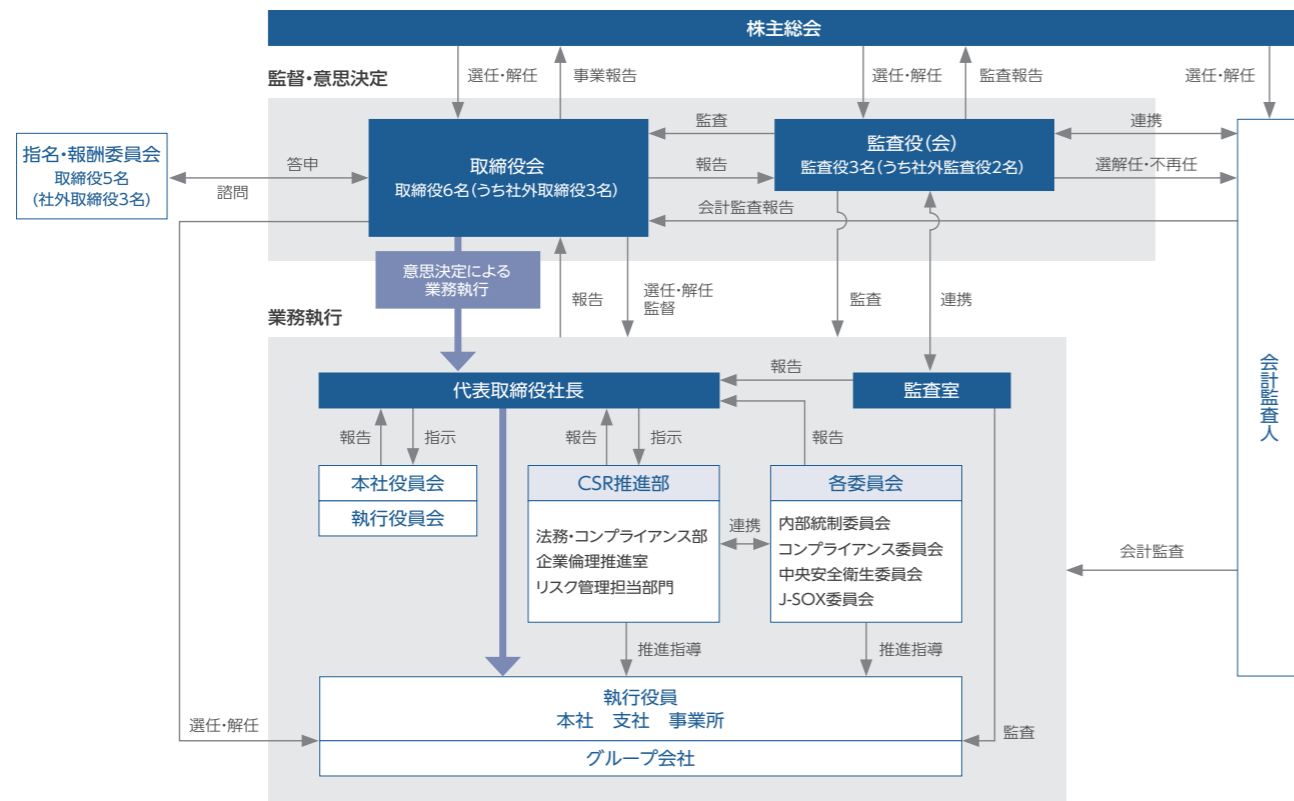 株主総会
監督・意思決定
選任・解任
事業報告
選任・解任
監査報告
選任・解任
指名・報酬委員会
取締役5名
(社外取締役3名)
答申
諮問
取締役会
取締役6名(うち社外取締役3名)
監査
報告
監査役(会)
監査役3名(うち社外監査役2名)
連携
選解任・不再任
会計監査報告
意思決定による
業務執行
報告
選任・解任
監督
監査
連携
会計監査人
業務執行
代表取締役社長
報告
監査室
報告
指示
報告
指示
報告
本社役員会
執行役員会
CSR推進部
法務・コンプライアンス部
企業倫理推進室
リスク管理担当部門
連携
各委員会
内部統制委員会
コンプライアンス委員会
中央安全衛生委員会
J-SOX委員会
会計監査
推進指導
推進指導
執行役員
本社 支社 事業所
グループ会社
選任・解任
監査